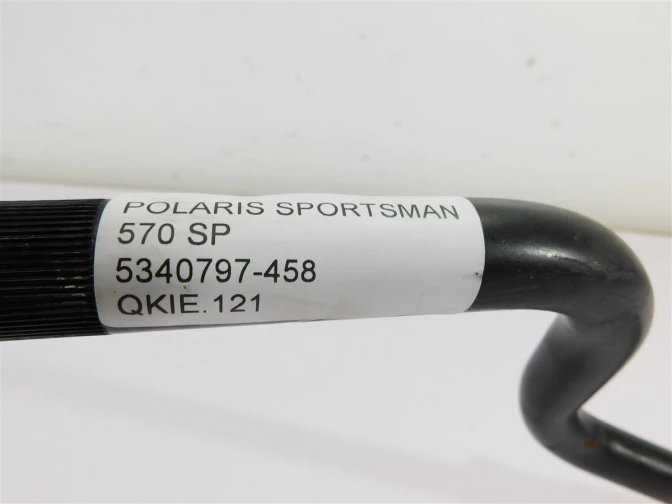 POLARIS SPORTSMAN
570 SP
5340797-458
QKIE.121